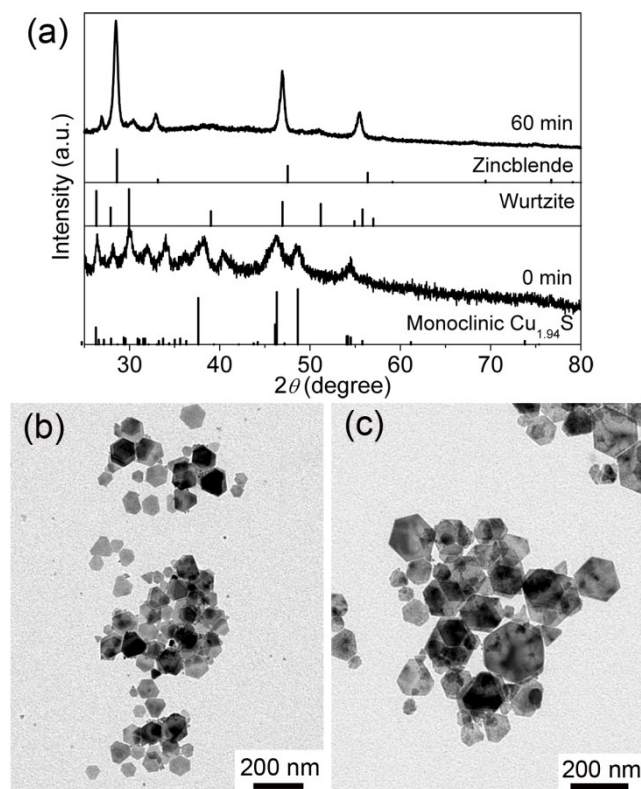 (a)
Intensity (a.u.)
60 min
Zincblende
Wurtzite
0 min
Monoclinic Cu₁.₉₄S
30 40 50 60 70 80
2θ (degree)
(b)
200 nm
(c)
200 nm